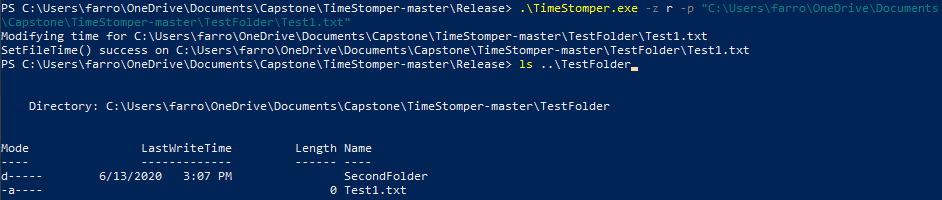 PS C:\Users\farro\OneDrive\Documents\Capstone\TimeStomper-master\Release> .\TimeStomper.exe -z r -p "C:\Users\farro\OneDrive\Documents
\Capstone\TimeStomper-master\TestFolder\Test1.txt"
Modifying time for C:\Users\farro\OneDrive\Documents\Capstone\TimeStomper-master\TestFolder\Test1.txt
SetFileTime() success on C:\Users\farro\OneDrive\Documents\Capstone\TimeStomper-master\TestFolder\Test1.txt
PS C:\Users\farro\OneDrive\Documents\Capstone\TimeStomper-master\Release> ls ..\TestFolder
Directory: C:\Users\farro\OneDrive\Documents\Capstone\TimeStomper-master\TestFolder
Mode LastWriteTime Length Name
---- ------------- ------ ----
d----- 6/13/2020 3:07 PM SecondFolder
-a---- 0 Test1.txt